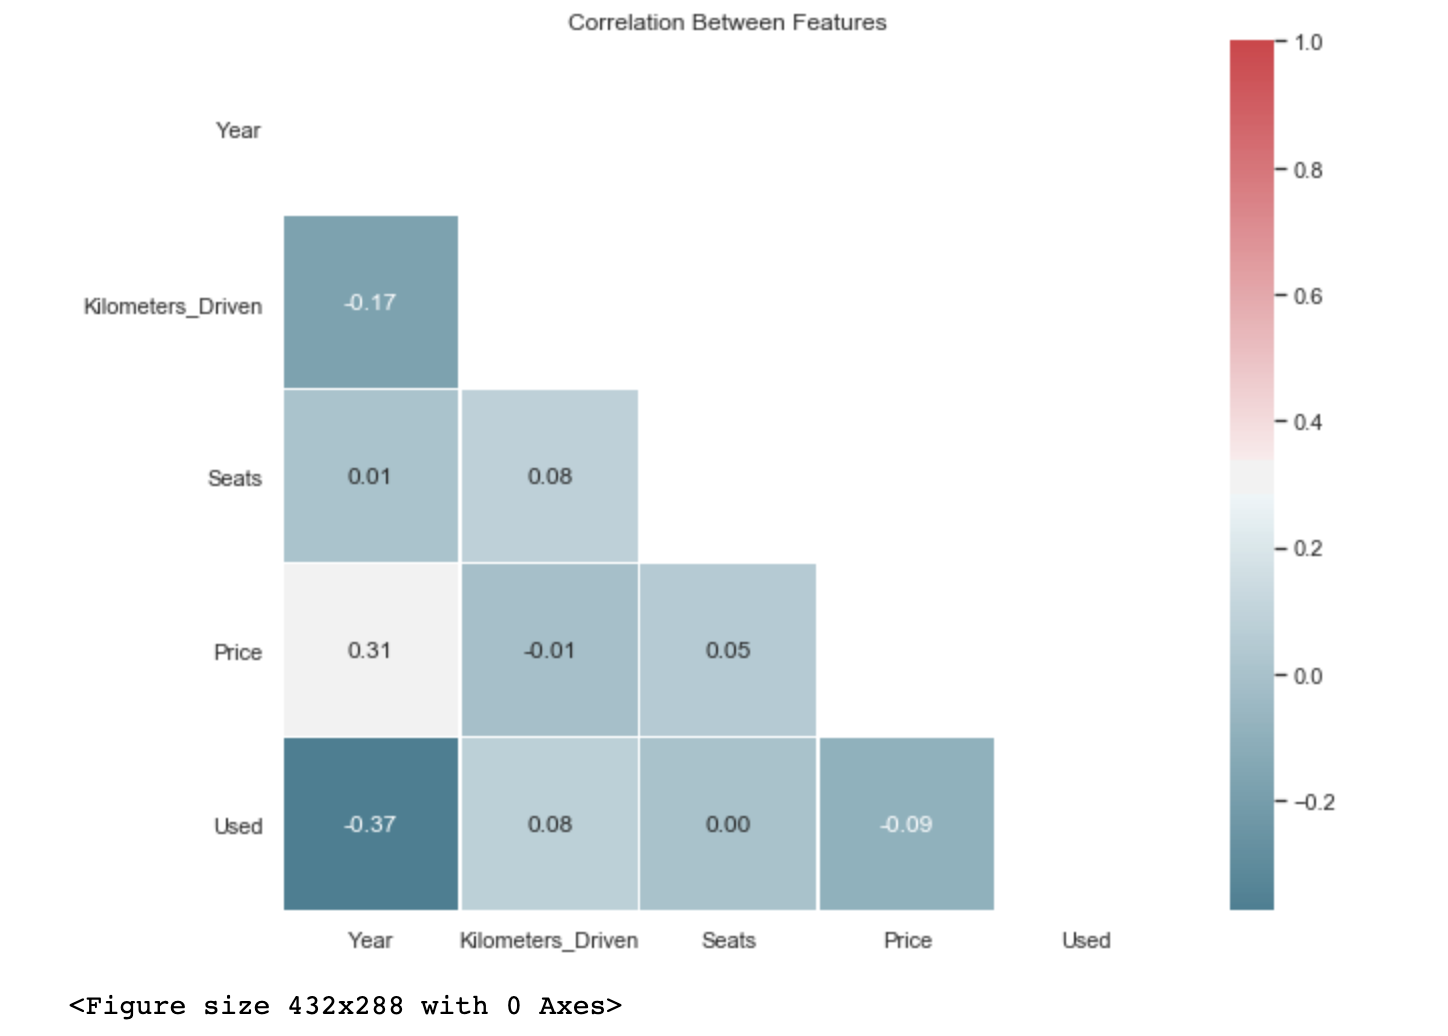 Correlation Between Features
1.0
0.8
0.6
0.4
0.2
0.0
−0.2
Year
Kilometers_Driven -0.17
Seats 0.01 0.08
Price 0.31 -0.01 0.05
Used -0.37 0.08 0.00 -0.09
Year Kilometers_Driven Seats Price Used
<Figure size 432x288 with 0 Axes>